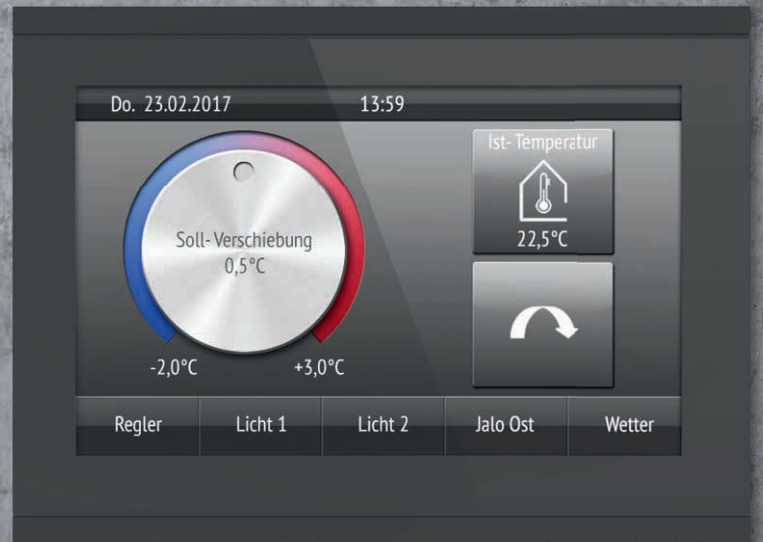 Do. 23.02.2017 13:59
Soll-Verschiebung
0,5°C
-2,0°C +3,0°C
Ist-Temperatur
22,5°C
Regler Licht 1 Licht 2 Jalo Ost Wetter